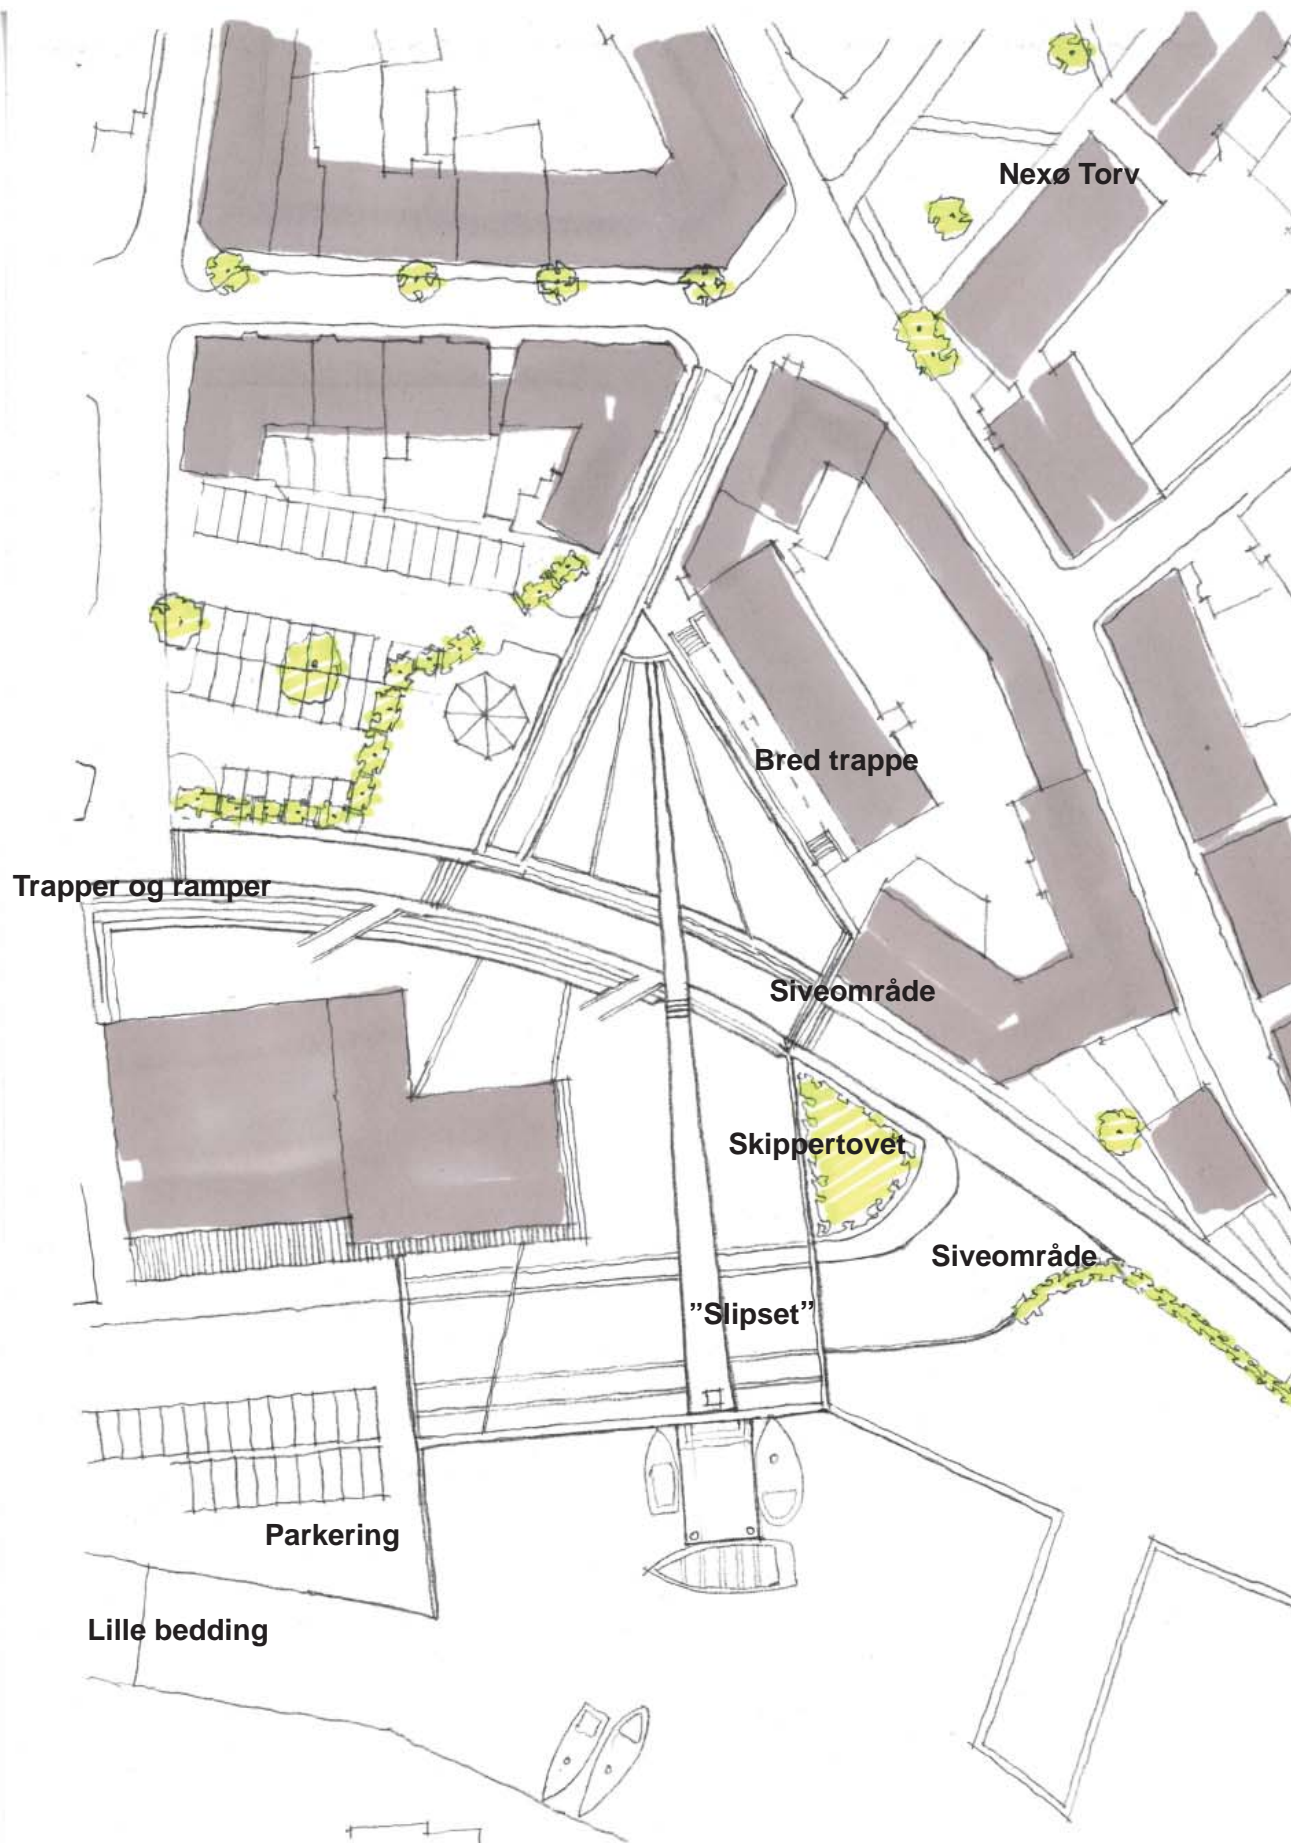 Nexø Torv
Bred trappe
Trapper og ramper
Siveområde
Skippertovet
Siveområde
”Slipset”
Parkering
Lille bedding